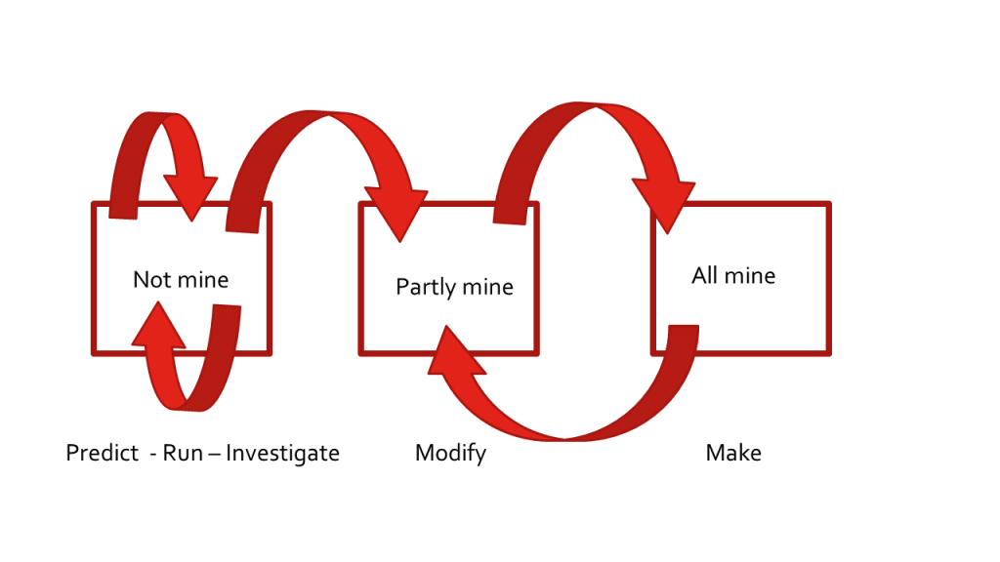 Not mine
Partly mine
All mine
Predict  - Run – Investigate
Modify
Make